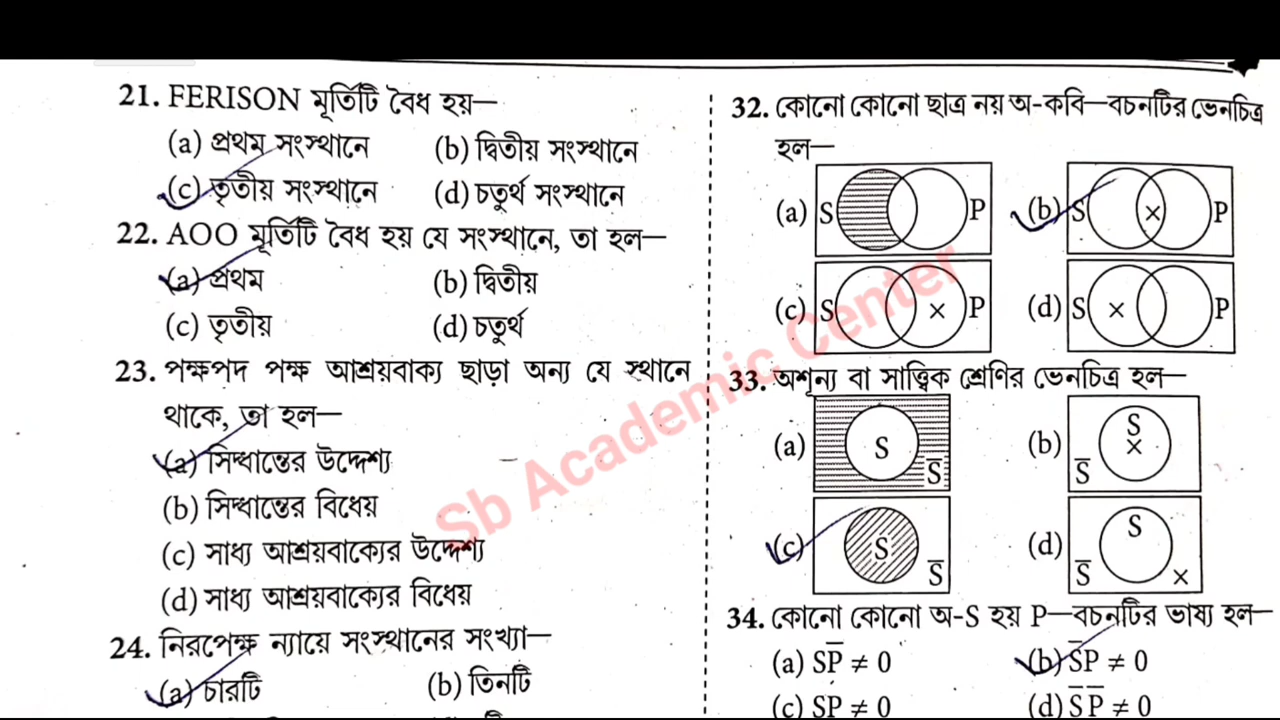 21. FERISON মূর্তিটি বৈধ হয়—
(a) প্রথম সংস্থানে (b) দ্বিতীয় সংস্থানে
(c) তৃতীয় সংস্থানে (d) চতুর্থ সংস্থানে
22. AOO মূর্তিটি বৈধ হয় যে সংস্থানে, তা হল—
(a) প্রথম (b) দ্বিতীয়
(c) তৃতীয় (d) চতুর্থ
23. পক্ষপদ পক্ষ আশ্রয়বাক্য ছাড়া অন্য যে স্থানে
থাকে, তা হল—
(a) সিদ্ধান্তের উদ্দেশ্য
(b) সিদ্ধান্তের বিধেয়
(c) সাধ্য আশ্রয়বাক্যের উদ্দেশ্য
(d) সাধ্য আশ্রয়বাক্যের বিধেয়
24. নিরপেক্ষ ন্যায়ে সংস্থানের সংখ্যা—
(a) চারটি (b) তিনটি
32. কোনো কোনো ছাত্র নয় অ-কবি—বচনটির ভেনচিত্র
হল—
(a) S P (b) S × P
(c) S × P (d) S × P
33. অশূন্য বা সাত্ত্বিক শ্রেণির ভেনচিত্র হল—
(a) S S̅ (b) S × S̅
(c) S S̅ (d) S S̅ ×
34. কোনো কোনো অ-S হয় P—বচনটির ভাষ্য হল—
(a) SP̅ ≠ 0 (b) S̅P ≠ 0
(c) SP ≠ 0 (d) S̅ P̅ ≠ 0
Sb Academic Center